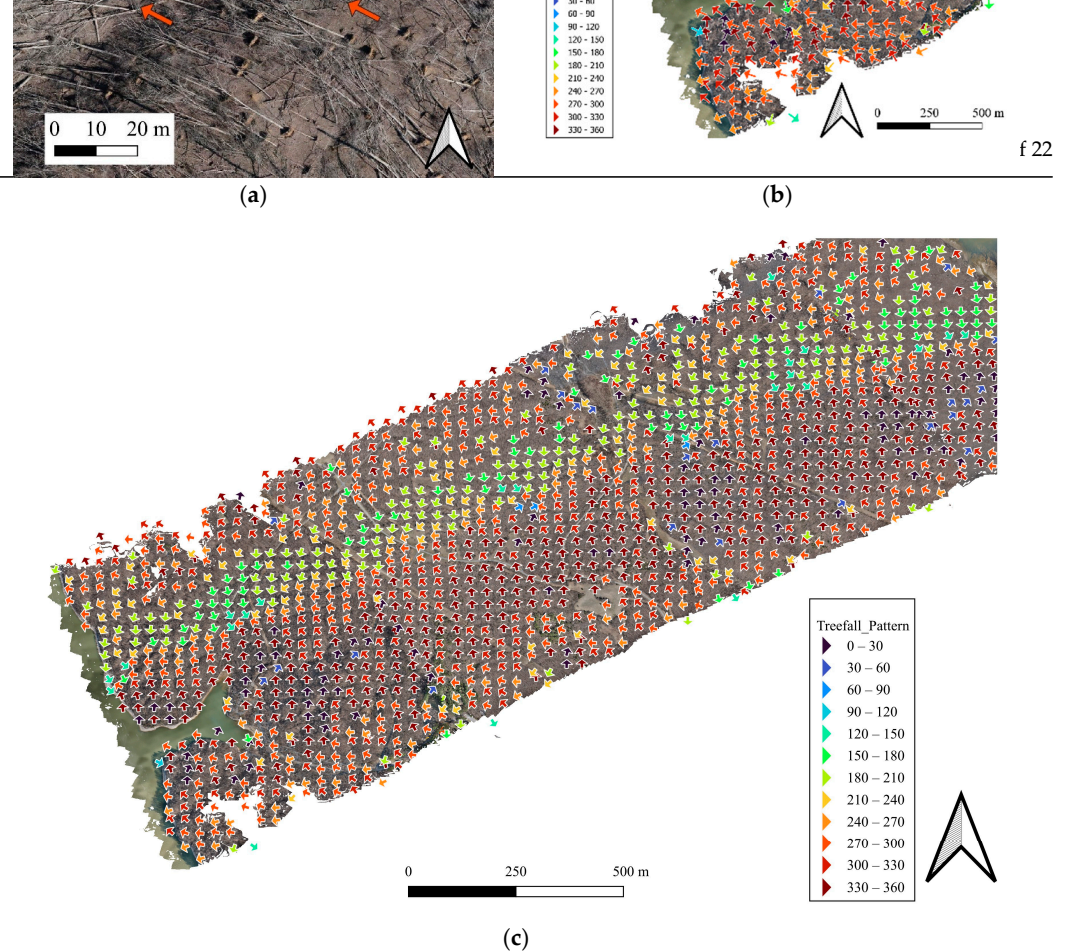 30 - 60
60 - 90
90 - 120
120 - 150
150 - 180
180 - 210
210 - 240
240 - 270
270 - 300
300 - 330
330 - 360
0 10 20 m
0 250 500 m
f 22
(a)
(b)
Treefall_Pattern
0 – 30
30 – 60
60 – 90
90 – 120
120 – 150
150 – 180
180 – 210
210 – 240
240 – 270
270 – 300
300 – 330
330 – 360
0 250 500 m
(c)